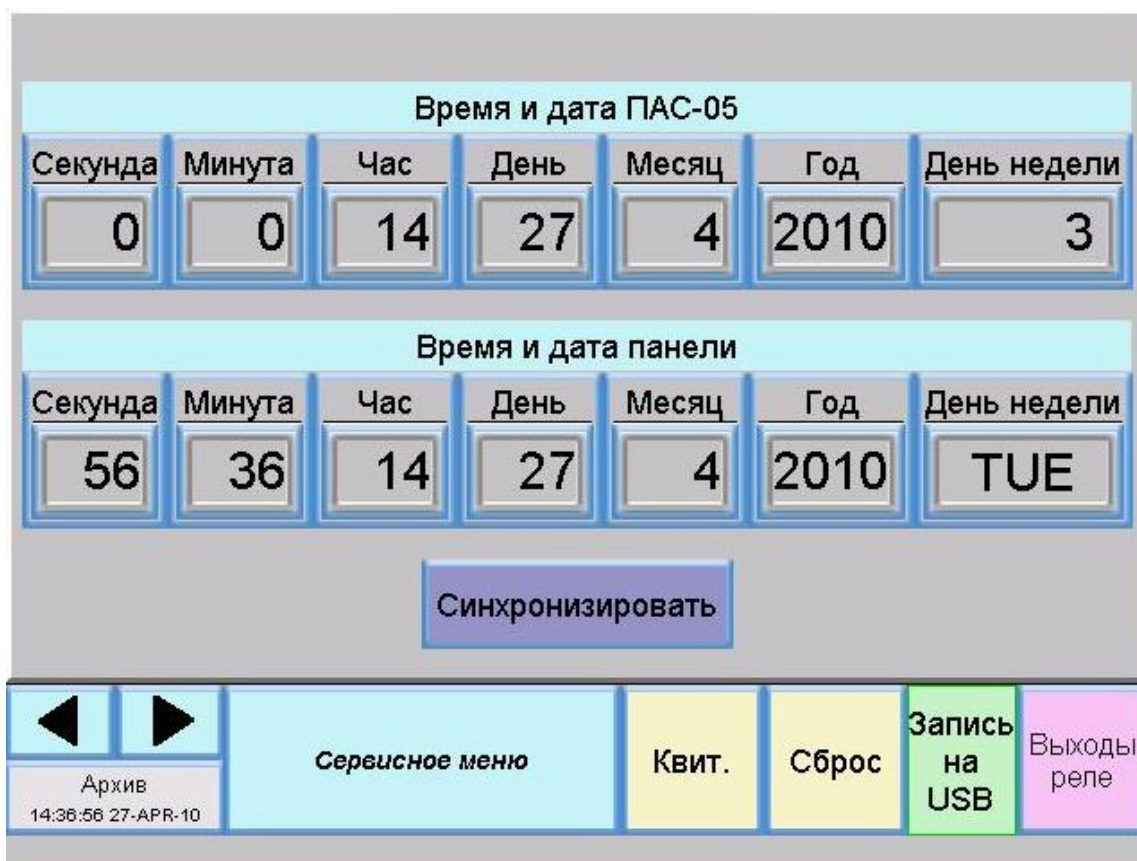 Время и дата ПАС-05
Секунда Минута Час День Месяц Год День недели
0 0 14 27 4 2010 3
Время и дата панели
Секунда Минута Час День Месяц Год День недели
56 36 14 27 4 2010 TUE
Синхронизировать
Архив
14:36:56 27-APR-10
Сервисное меню
Квит.
Сброс
Запись
на
USB
Выходы
реле